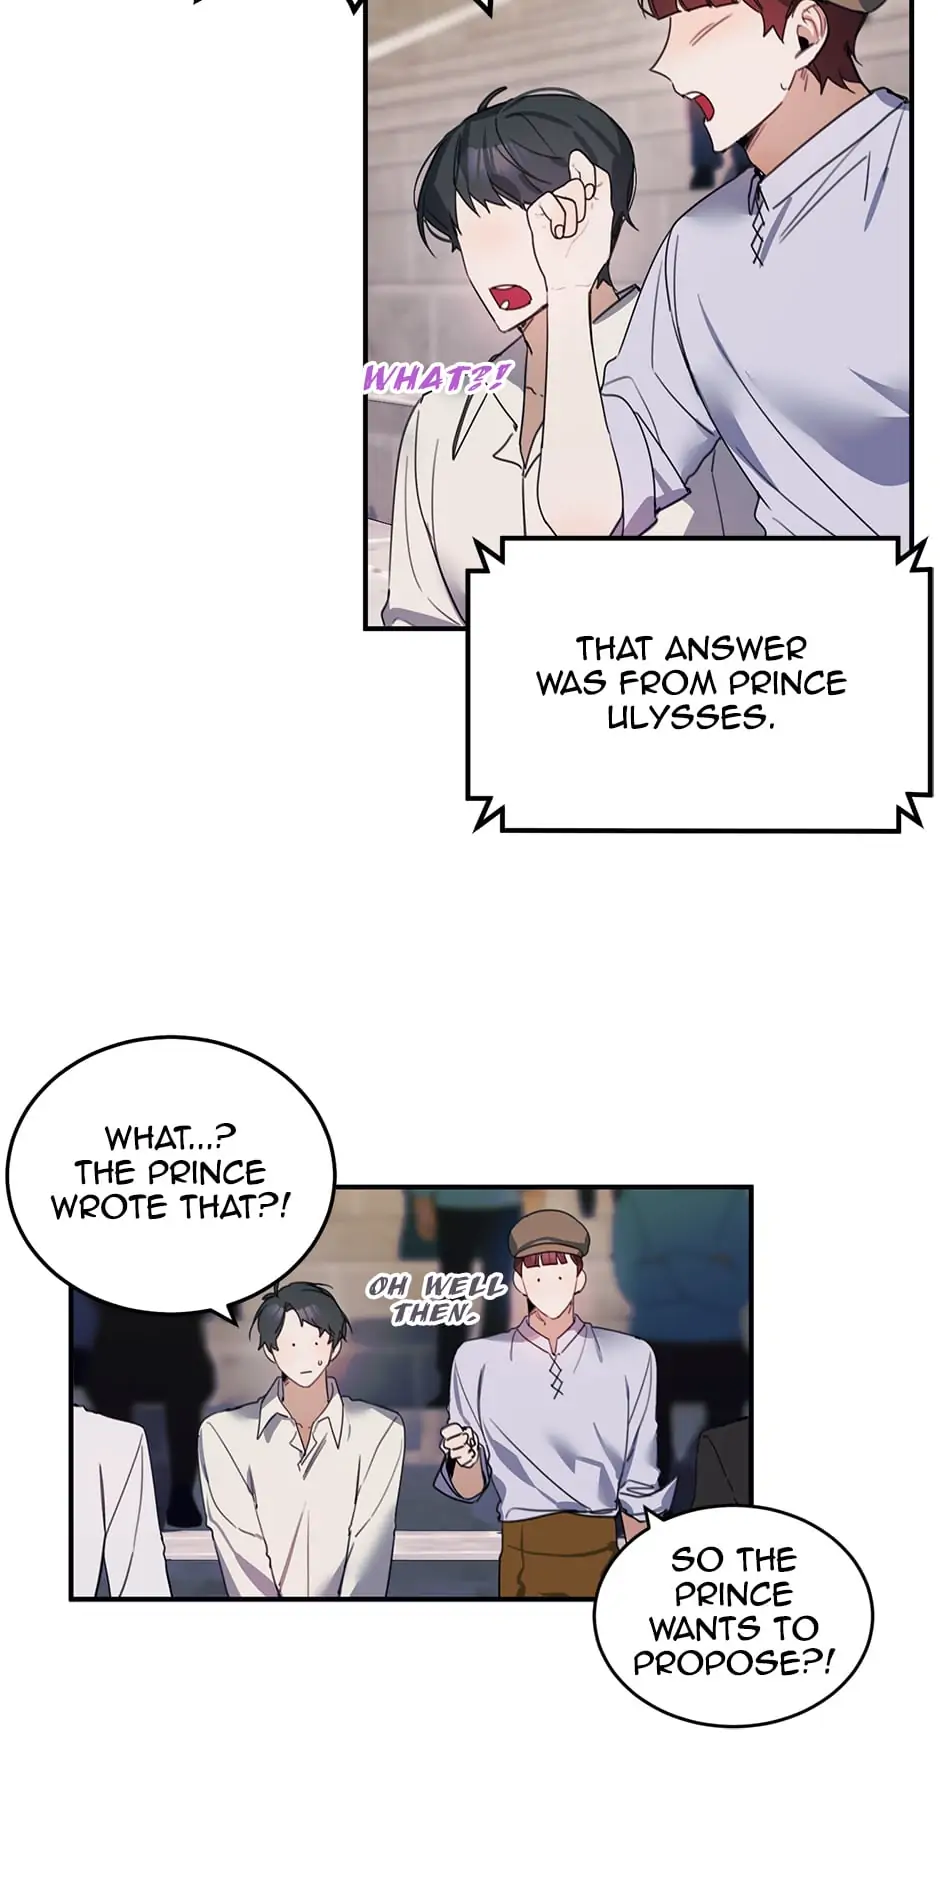 WHAT?!
THAT ANSWER
WAS FROM PRINCE
ULYSSES.
WHAT...?
THE PRINCE
WROTE THAT?!
OH WELL
THEN.
SO THE
PRINCE
WANTS TO
PROPOSE?!